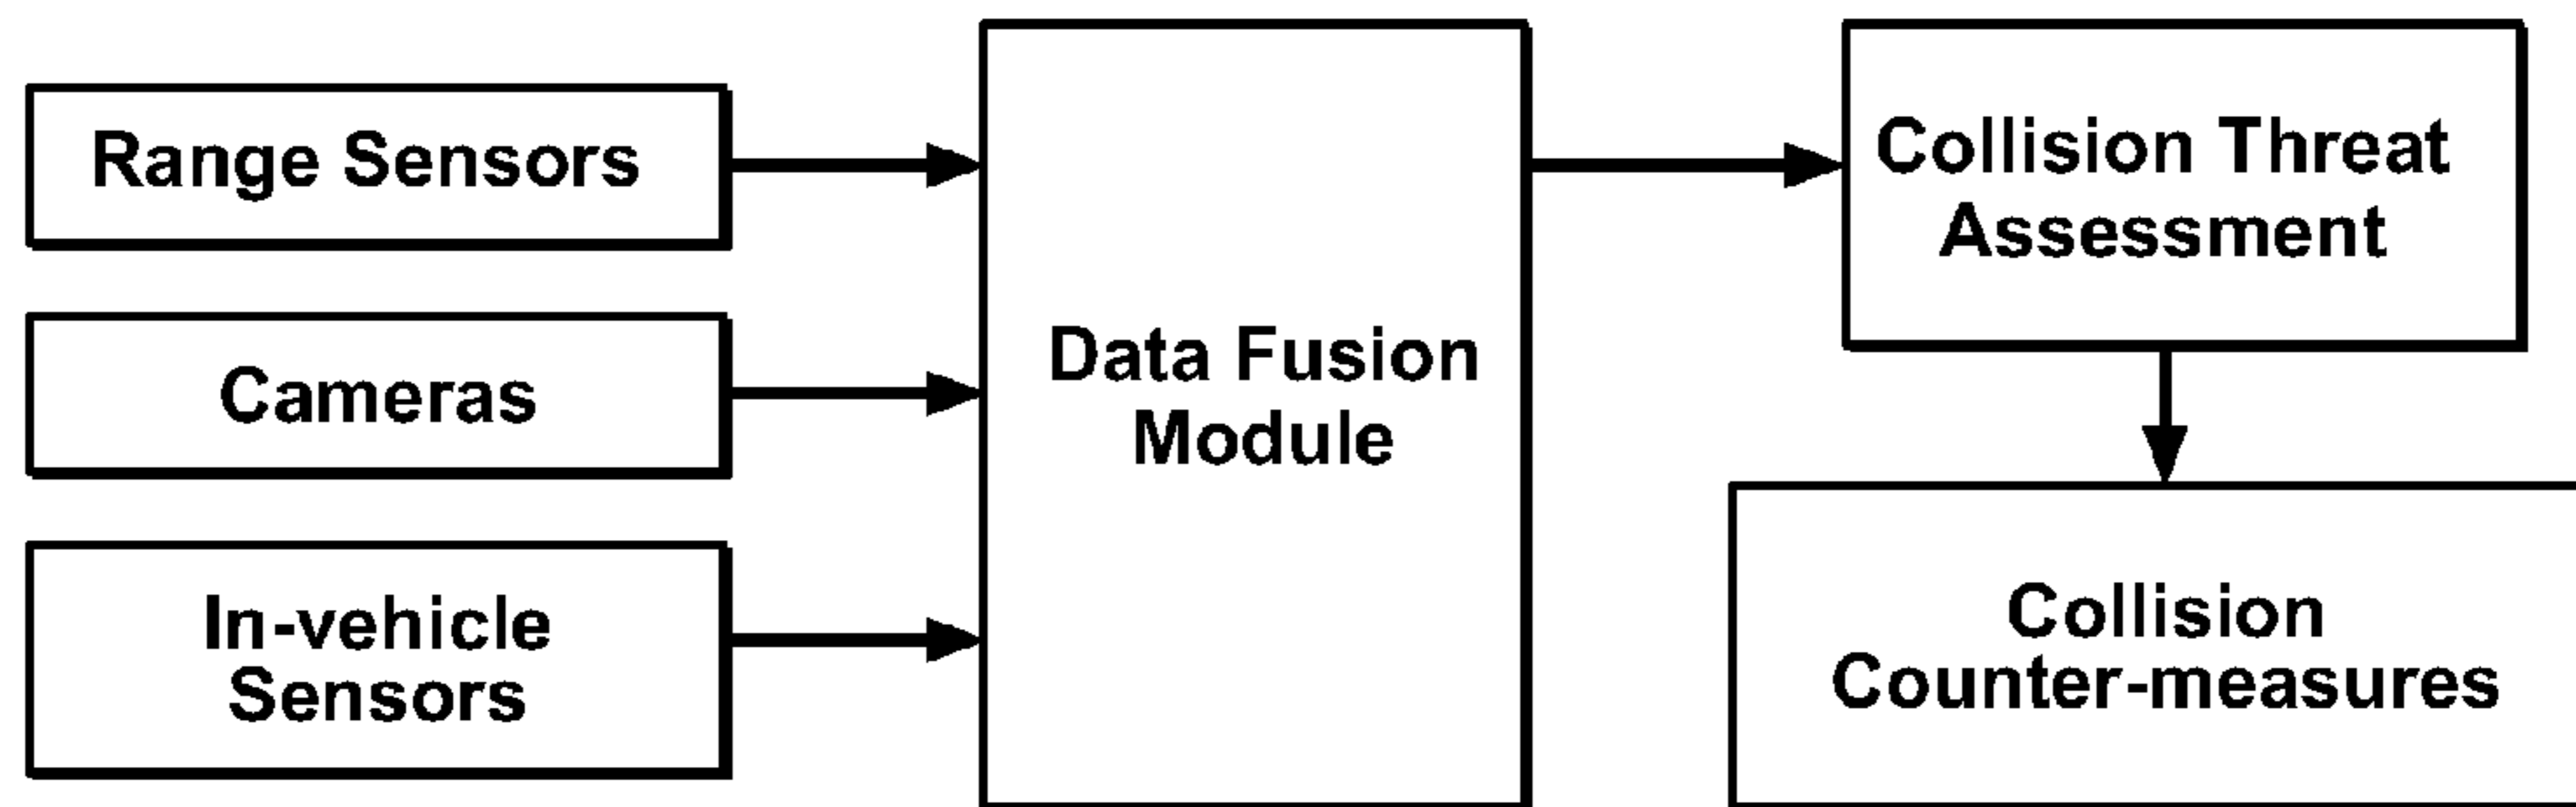 Range Sensors
Cameras
In-vehicle
Sensors
Data Fusion
Module
Collision Threat
Assessment
Collision
Counter-measures